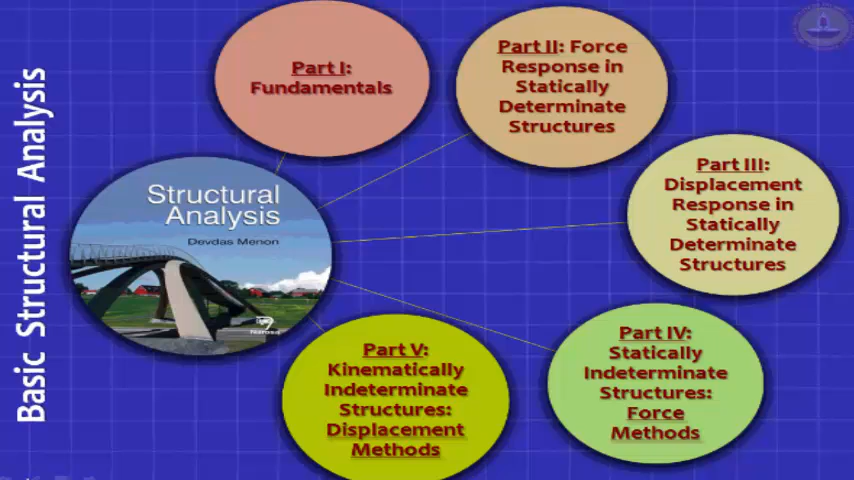 Basic Structural Analysis
Structural
Analysis
Devdas Menon
Narosa
Part I:
Fundamentals
Part II: Force
Response in
Statically
Determinate
Structures
Part III:
Displacement
Response in
Statically
Determinate
Structures
Part IV:
Statically
Indeterminate
Structures:
Force
Methods
Part V:
Kinematically
Indeterminate
Structures:
Displacement
Methods